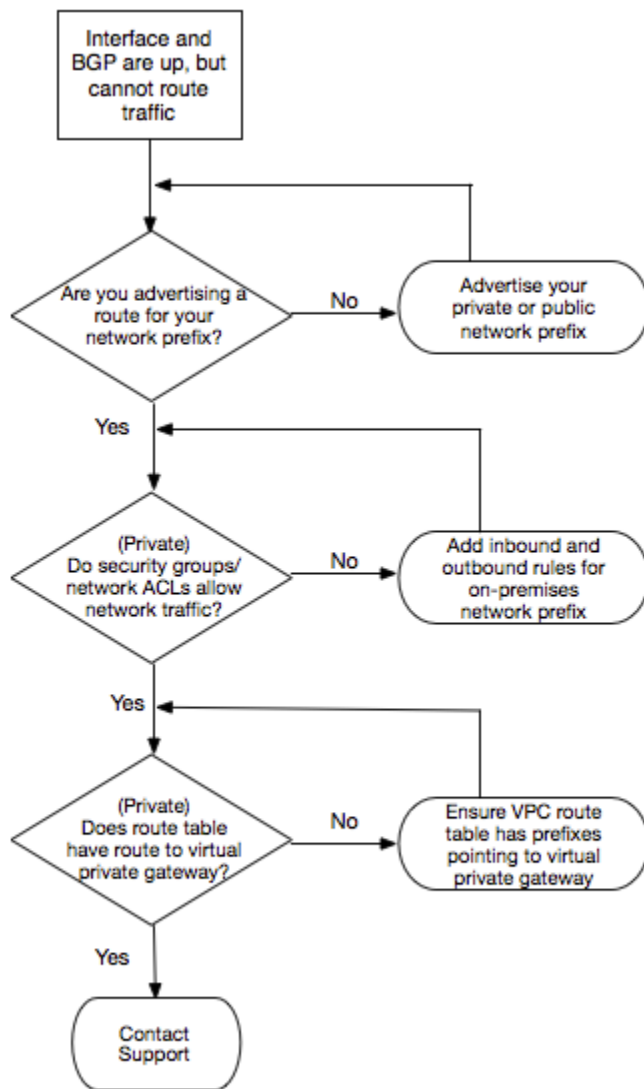 Interface and
BGP are up, but
cannot route
traffic
Are you advertising a
route for your
network prefix?
No
Advertise your
private or public
network prefix
Yes
(Private)
Do security groups/
network ACLs allow
network traffic?
No
Add inbound and
outbound rules for
on-premises
network prefix
Yes
(Private)
Does route table
have route to virtual
private gateway?
No
Ensure VPC route
table has prefixes
pointing to virtual
private gateway
Yes
Contact
Support